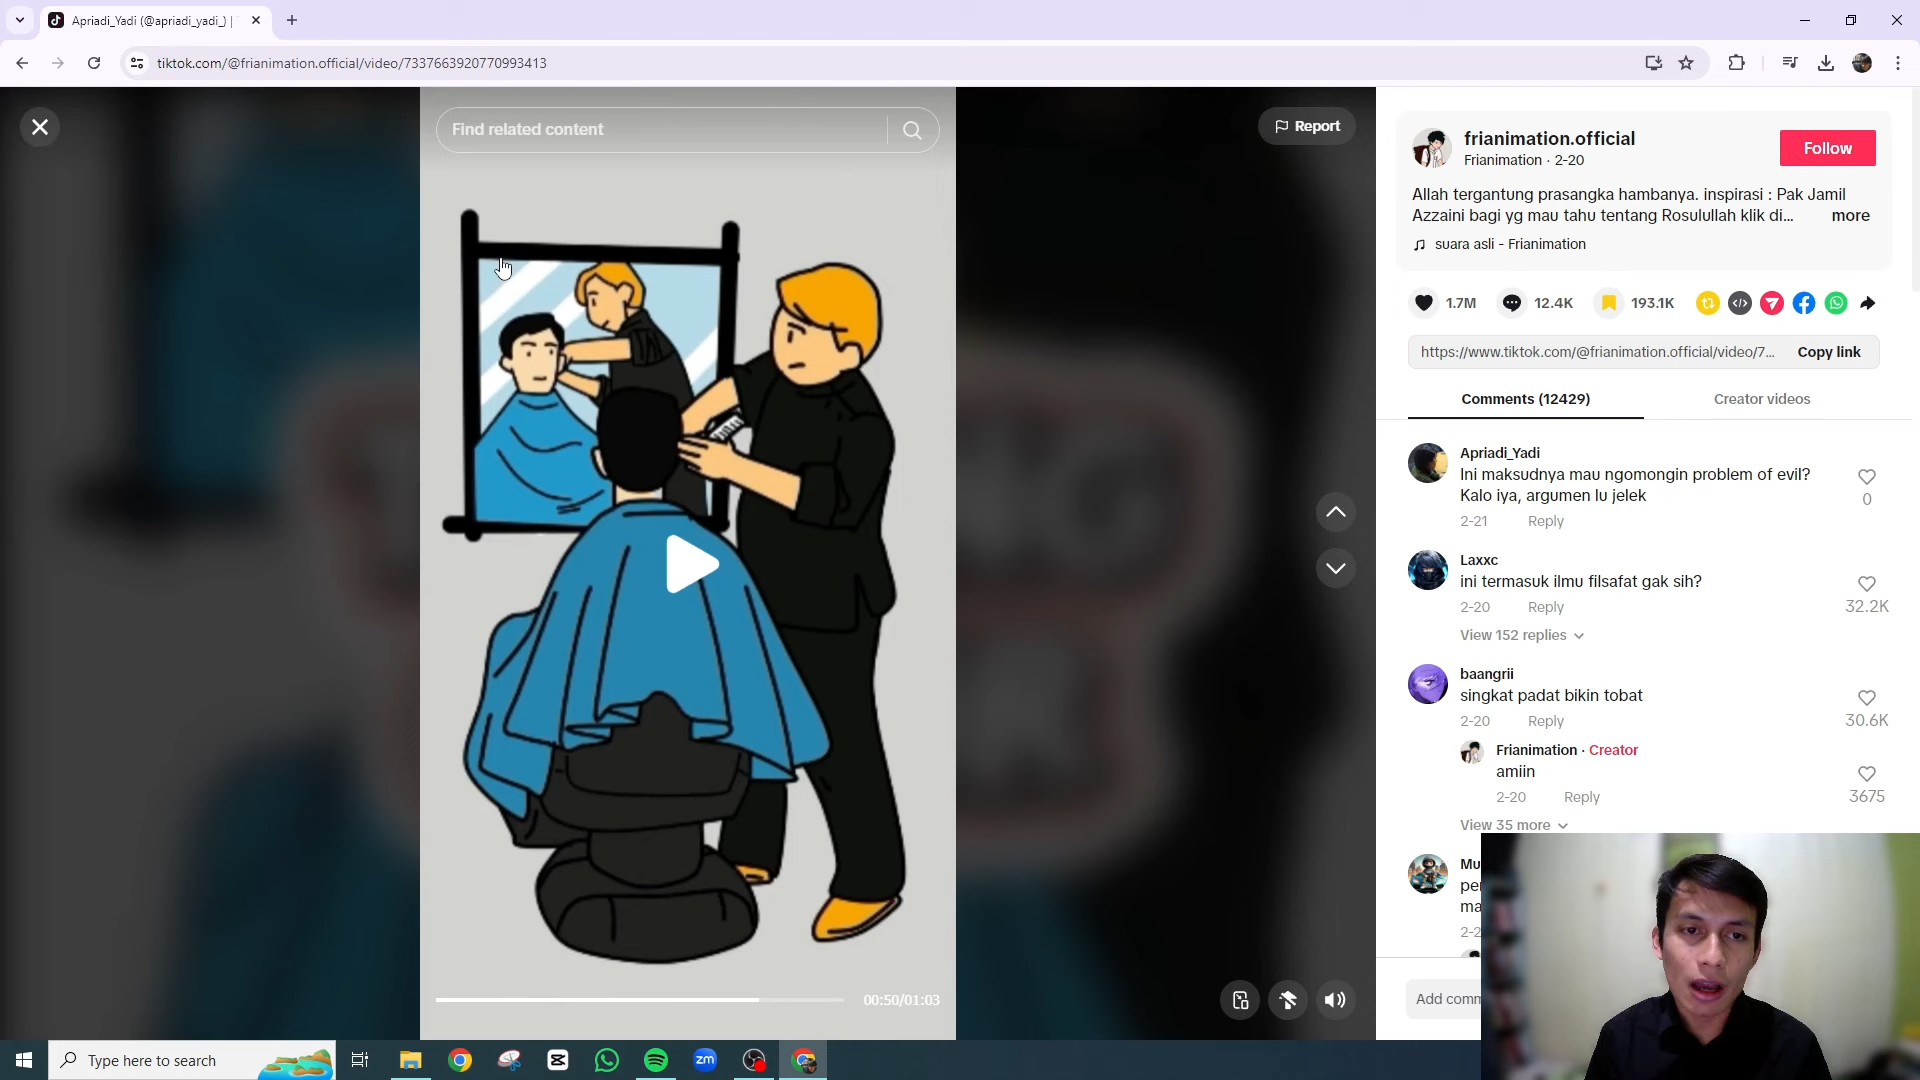 Apriadi_Yadi (@apriadi_yadi_) |
tiktok.com/@frianimation.official/video/7337663920770993413
Find related content
Report
frianimation.official
Frianimation · 2-20
Follow
Allah tergantung prasangka hambanya. inspirasi : Pak Jamil
Azzaini bagi yg mau tahu tentang Rosulullah klik di... more
suara asli - Frianimation
1.7M 12.4K 193.1K
https://www.tiktok.com/@frianimation.official/video/7... Copy link
Comments (12429) Creator videos
Apriadi_Yadi
Ini maksudnya mau ngomongin problem of evil?
Kalo iya, argumen lu jelek
0
2-21 Reply
Laxxc
ini termasuk ilmu filsafat gak sih?
2-20 Reply 32.2K
View 152 replies
baangrii
singkat padat bikin tobat
2-20 Reply 30.6K
Frianimation · Creator
amiin
2-20 Reply 3675
View 35 more
00:50/01:03
Type here to search
zm